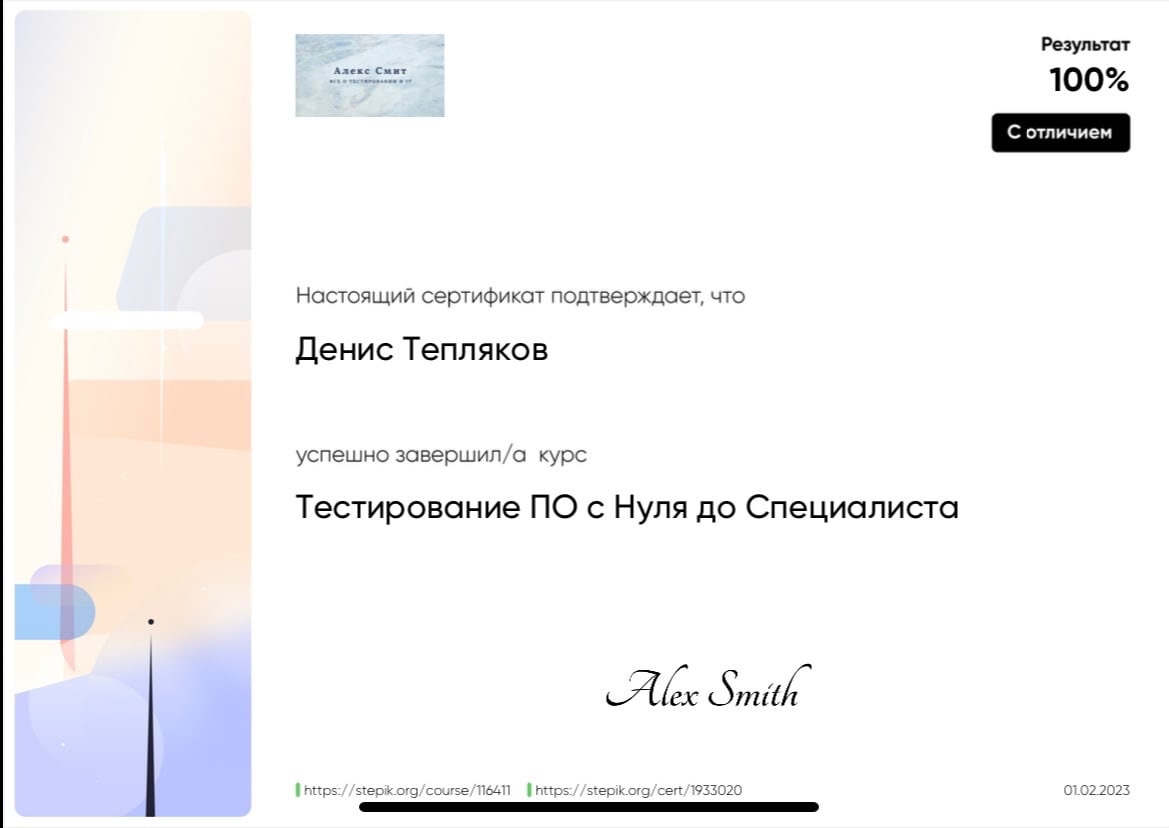 Алекс Смит
ВСЕ О ТЕСТИРОВАНИИ И IT
Результат
100%
С отличием
Настоящий сертификат подтверждает, что
Денис Тепляков
успешно завершил/а курс
Тестирование ПО с Нуля до Специалиста
Alex Smith
https://stepik.org/course/116411 https://stepik.org/cert/1933020
01.02.2023